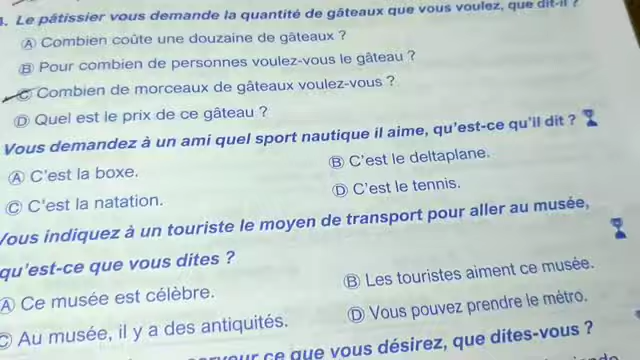 . Le pâtissier vous demande la quantité de gâteaux que vous voulez, que dit-il ?
Ⓐ Combien coûte une douzaine de gâteaux ?
Ⓑ Pour combien de personnes voulez-vous le gâteau ?
Ⓒ Combien de morceaux de gâteaux voulez-vous ?
Ⓓ Quel est le prix de ce gâteau ?
Vous demandez à un ami quel sport nautique il aime, qu'est-ce qu'il dit ?
Ⓐ C'est la boxe. Ⓑ C'est le deltaplane.
Ⓒ C'est la natation. Ⓓ C'est le tennis.
Vous indiquez à un touriste le moyen de transport pour aller au musée,
qu'est-ce que vous dites ?
Ⓐ Ce musée est célèbre. Ⓑ Les touristes aiment ce musée.
Ⓒ Au musée, il y a des antiquités. Ⓓ Vous pouvez prendre le métro.
ce que vous désirez, que dites-vous ?